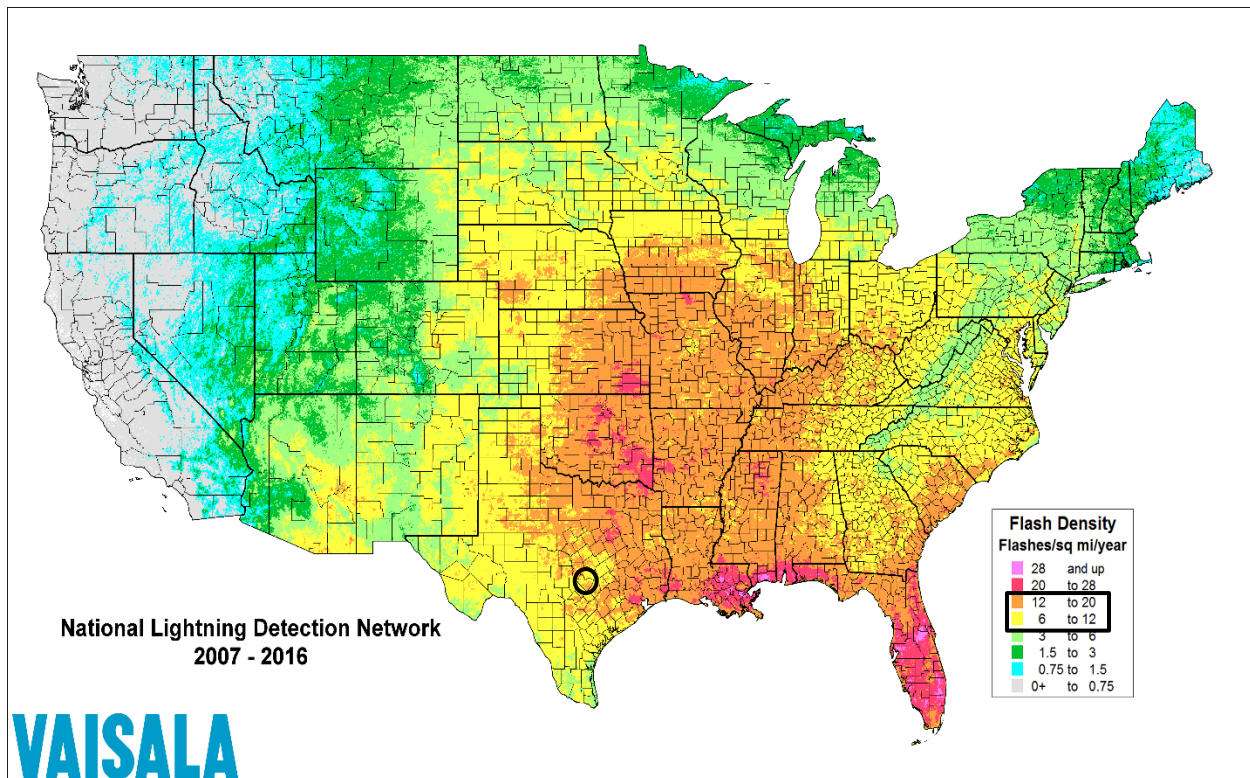 National Lightning Detection Network
2007 - 2016
VAISALA
Flash Density
Flashes/sq mi/year
28 and up
20 to 28
12 to 20
6 to 12
3 to 6
1.5 to 3
0.75 to 1.5
0+ to 0.75